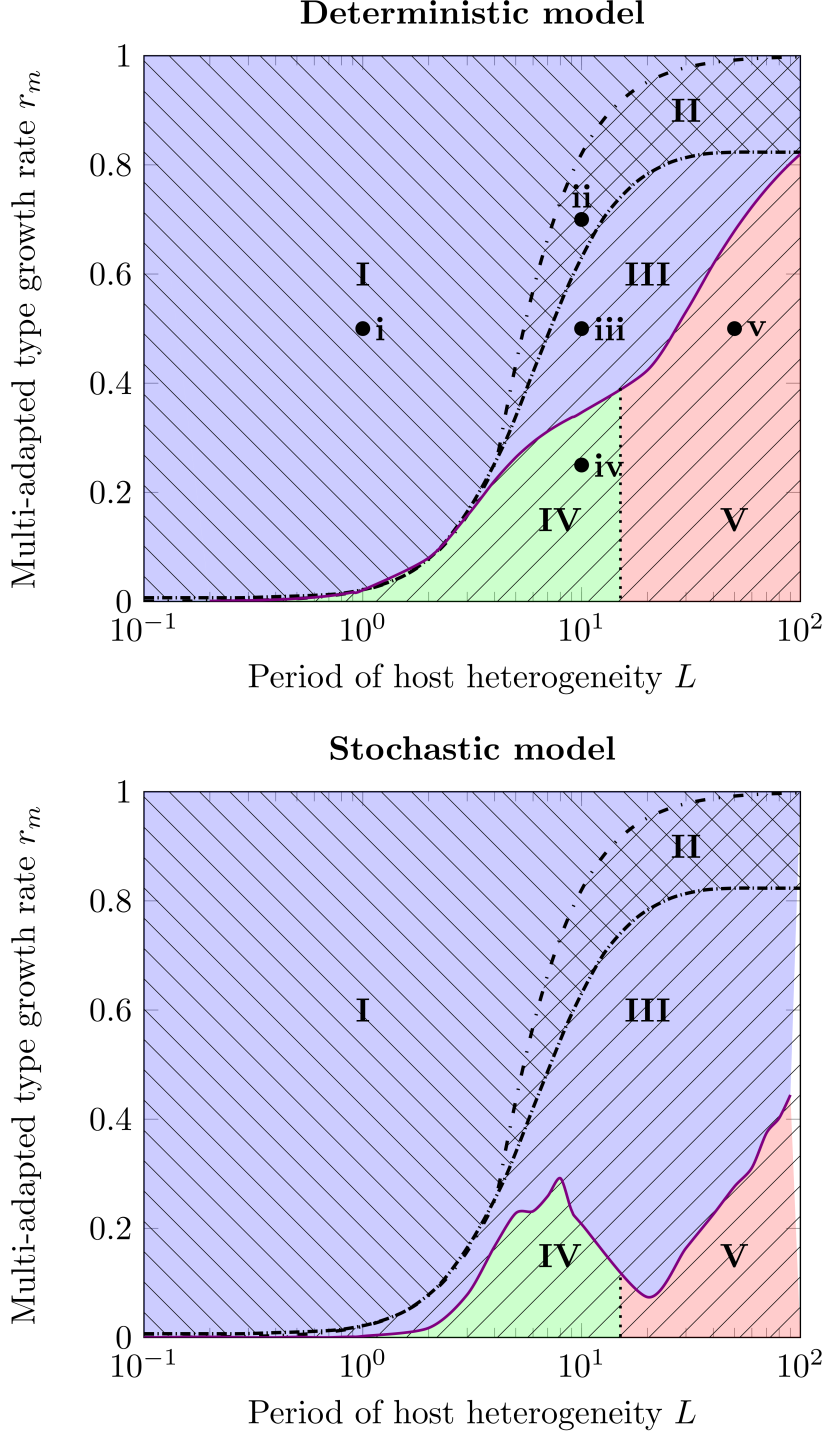 Deterministic model
Multi-adapted type growth rate r_m
1
0.8
0.6
0.4
0.2
0
II
ii
I
III
i
iii
v
iv
IV
V
10^−1
10^0
10^1
10^2
Period of host heterogeneity L
Stochastic model
Multi-adapted type growth rate r_m
1
0.8
0.6
0.4
0.2
0
II
I
III
IV
V
10^−1
10^0
10^1
10^2
Period of host heterogeneity L